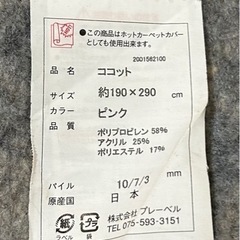 ●この商品はホットカーペットカバー
としても使用出来ます。
2001562100
品名 ココット
サイズ 約190×290 cm
カラー ピンク
品質 ポリプロピレン 58%
アクリル 25%
ポリエステル 17%
パイル 10/7/3 mm
原産国 日本
紙 ラベル
プラ 袋
株式会社 プレーベル
TEL 075-593-3151